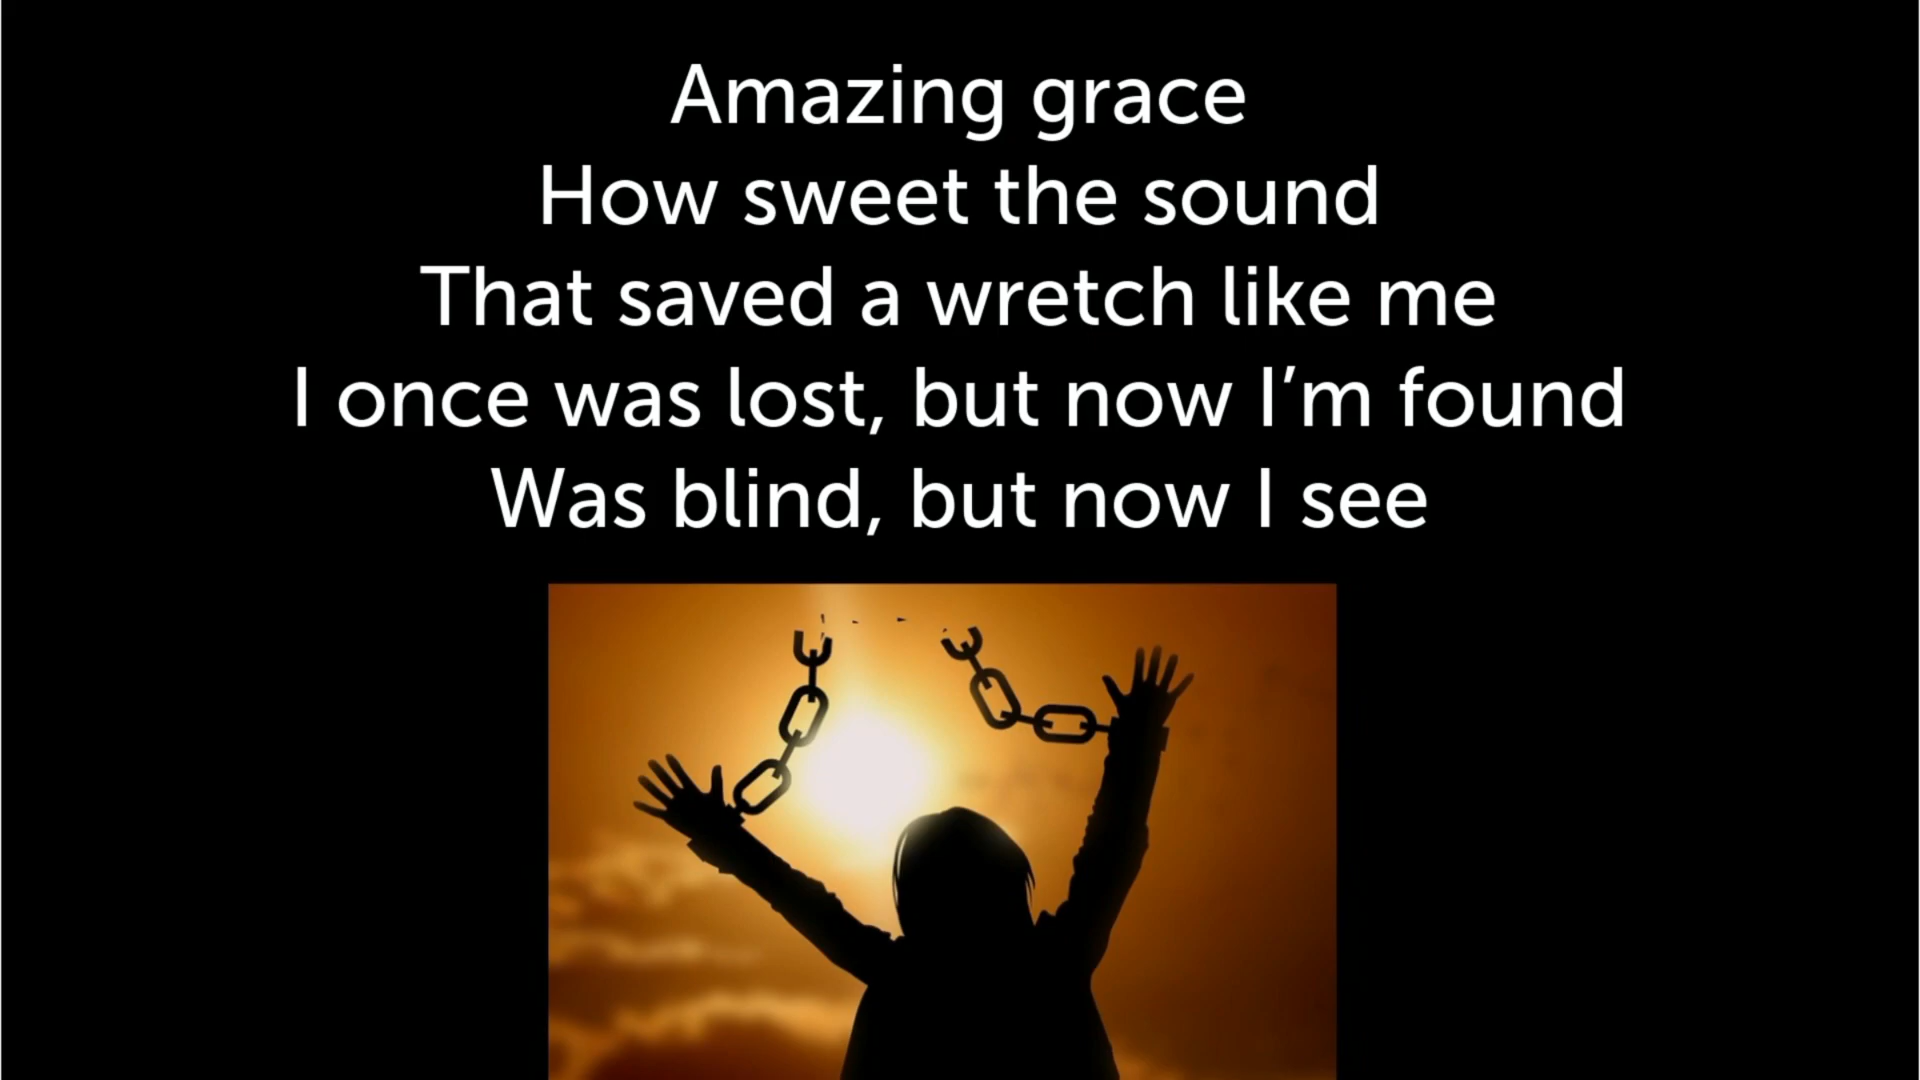 Amazing grace
How sweet the sound
That saved a wretch like me
I once was lost, but now I’m found
Was blind, but now I see